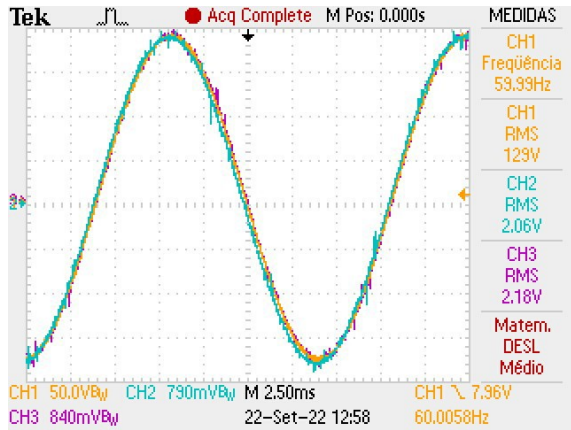 Tek Acq Complete M Pos: 0.000s MEDIDAS
CH1
Freqüência
59.99Hz
CH1
RMS
129V
CH2
RMS
2.06V
CH3
RMS
2.18V
Matem.
DESL
Médio
CH1 50.0VBw CH2 790mVBw M 2.50ms CH1 7.96V
CH3 840mVBw 22-Set-22 12:58 60.0058Hz